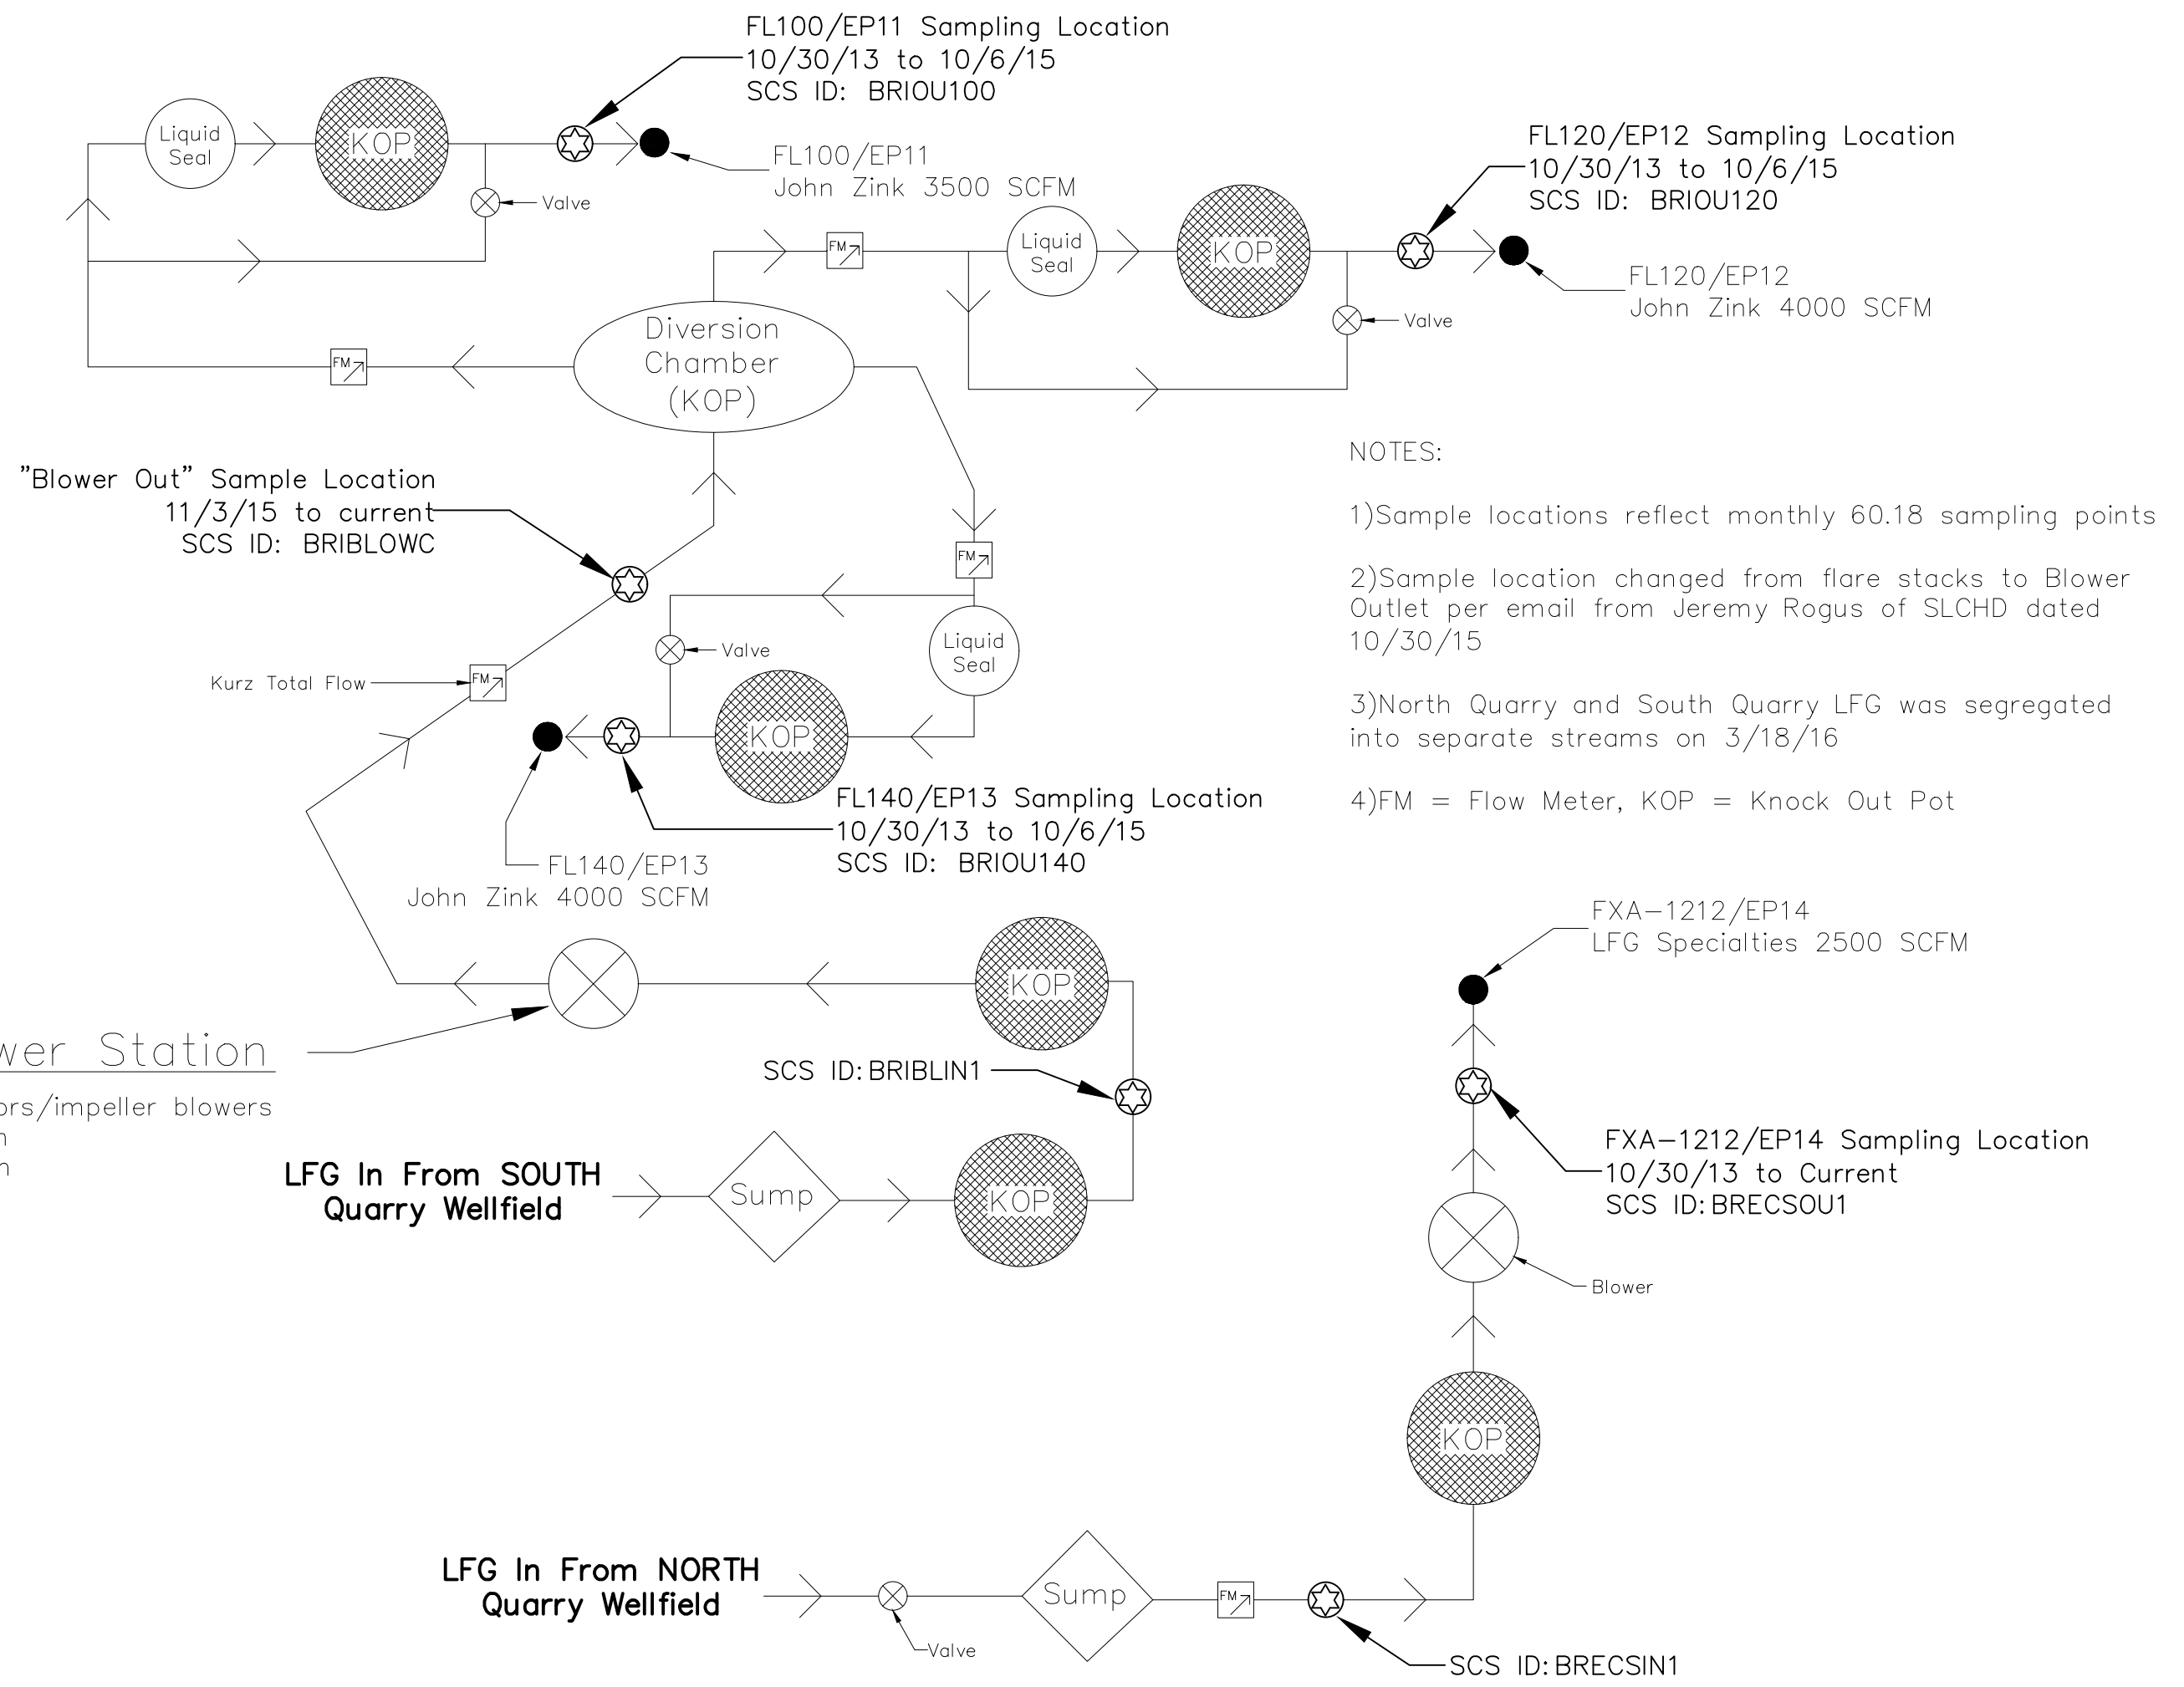 FL100/EP11 Sampling Location
10/30/13 to 10/6/15
SCS ID: BRIOU100
Liquid
Seal
KOP
FL100/EP11
John Zink 3500 SCFM
Valve
FL120/EP12 Sampling Location
10/30/13 to 10/6/15
SCS ID: BRIOU120
FM
Liquid
Seal
KOP
FL120/EP12
John Zink 4000 SCFM
Valve
Diversion
Chamber
(KOP)
FM
"Blower Out" Sample Location
11/3/15 to current
SCS ID: BRIBLOWC
NOTES:
1)Sample locations reflect monthly 60.18 sampling points
2)Sample location changed from flare stacks to Blower
Outlet per email from Jeremy Rogus of SLCHD dated
10/30/15
3)North Quarry and South Quarry LFG was segregated
into separate streams on 3/18/16
4)FM = Flow Meter, KOP = Knock Out Pot
FM
Liquid
Seal
Valve
Kurz Total Flow
FM
KOP
FL140/EP13 Sampling Location
10/30/13 to 10/6/15
SCS ID: BRIOU140
FL140/EP13
John Zink 4000 SCFM
FXA-1212/EP14
LFG Specialties 2500 SCFM
KOP
Station
blowers
SCS ID:BRIBLIN1
FXA-1212/EP14 Sampling Location
10/30/13 to Current
SCS ID:BRECSOU1
LFG In From SOUTH
Quarry Wellfield
Sump
KOP
Blower
KOP
LFG In From NORTH
Quarry Wellfield
Valve
Sump
FM
SCS ID:BRECSIN1